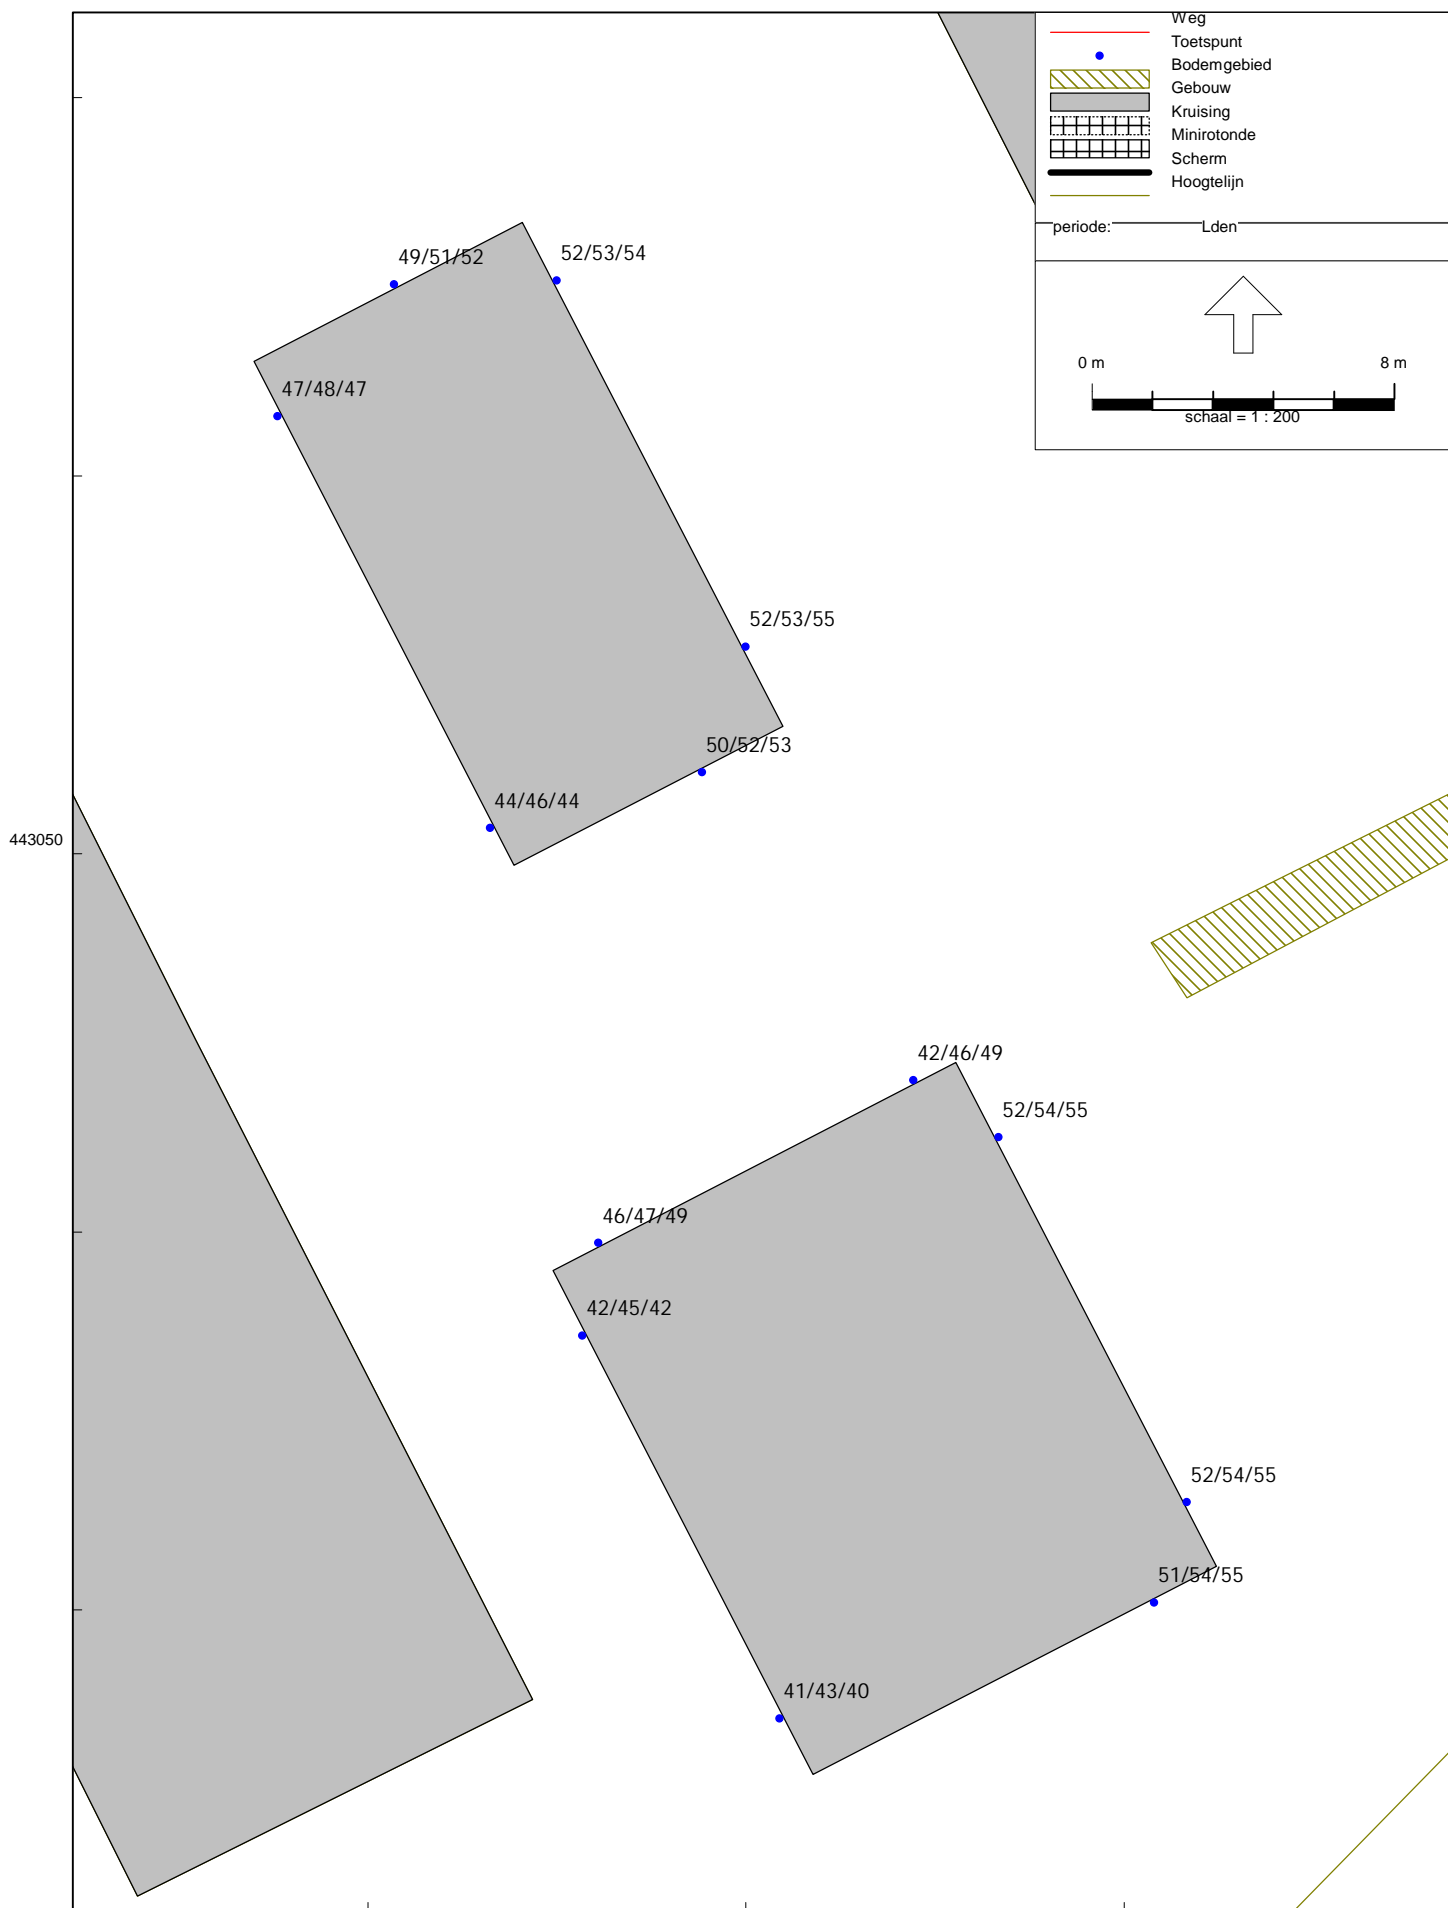 Weg
Toetspunt
Bodemgebied
Gebouw
Kruising
Minirotonde
Scherm
Hoogtelijn
periode: Lden
0 m 8 m
schaal = 1 : 200
49/51/52
52/53/54
47/48/47
52/53/55
50/52/53
44/46/44
443050
42/46/49
52/54/55
46/47/49
42/45/42
52/54/55
51/54/55
41/43/40